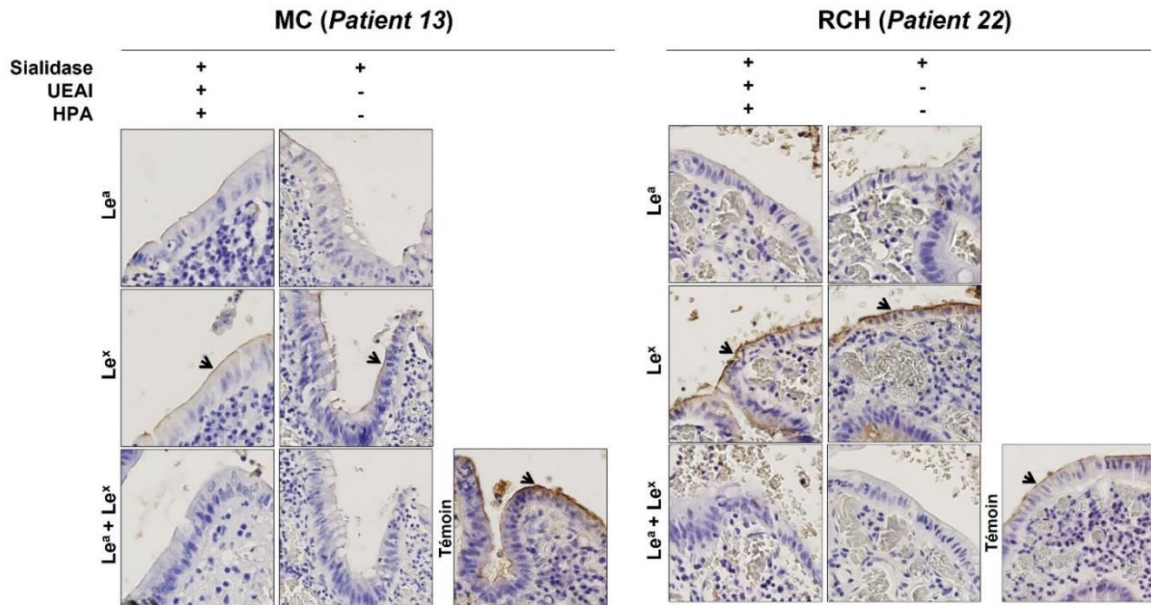 MC (Patient 13)
RCH (Patient 22)
Sialidase + + + +
UEAI + - + -
HPA + - + -
Leᵃ
Leᵃ
Leˣ
Leˣ
Leᵃ + Leˣ
Témoin
Leᵃ + Leˣ
Témoin